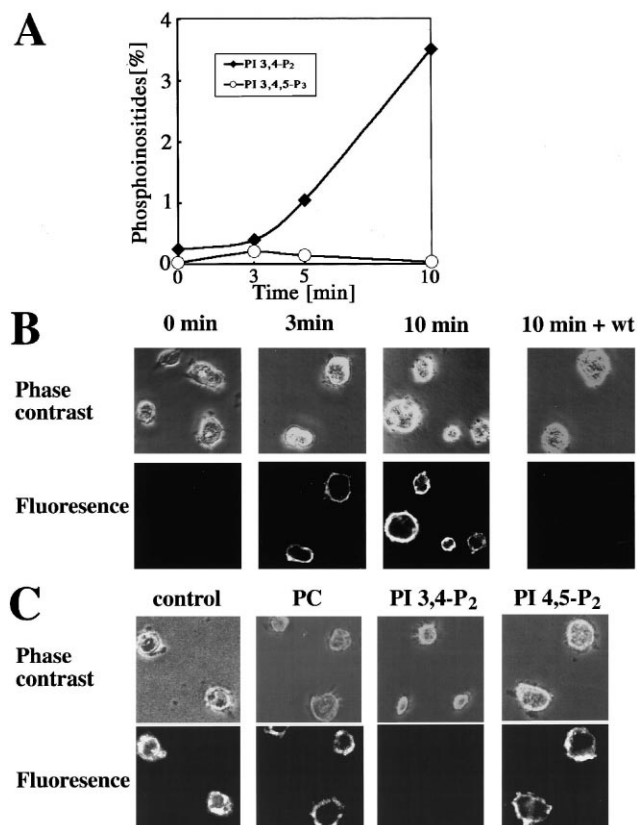 A
Phosphoinositides[%]
4
3
2
1
0
PI 3,4-P2
PI 3,4,5-P3
0 3 5 10
Time [min]
B
0 min 3min 10 min 10 min + wt
Phase
contrast
Fluoresence
C
control PC PI 3,4-P2 PI 4,5-P2
Phase
contrast
Fluoresence